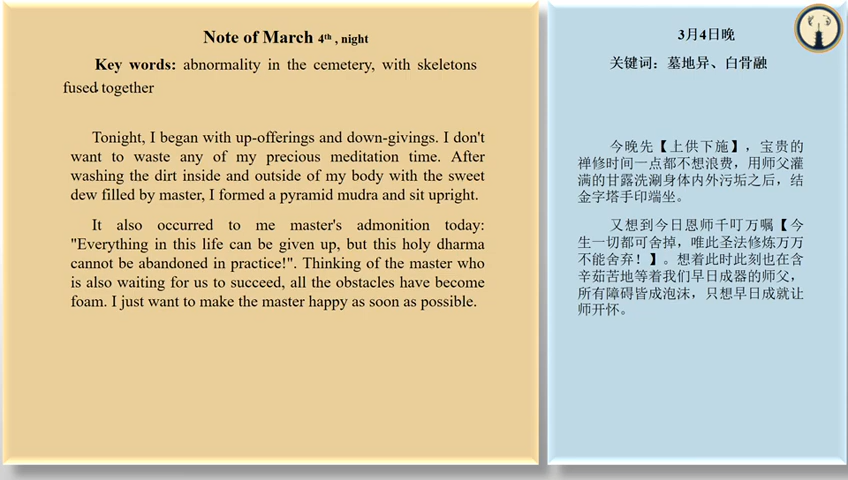 Note of March 4th , night
Key words: abnormality in the cemetery, with skeletons
fused together
Tonight, I began with up-offerings and down-givings. I don't
want to waste any of my precious meditation time. After
washing the dirt inside and outside of my body with the sweet
dew filled by master, I formed a pyramid mudra and sit upright.
It also occurred to me master's admonition today:
"Everything in this life can be given up, but this holy dharma
cannot be abandoned in practice!". Thinking of the master who
is also waiting for us to succeed, all the obstacles have become
foam. I just want to make the master happy as soon as possible.
3月4日晚
关键词：墓地异、白骨融
今晚先【上供下施】，宝贵的
禅修时间一点都不想浪费，用师父灌
满的甘露洗涮身体内外污垢之后，结
金字塔手印端坐。
又想到今日恩师千叮万嘱【今
生一切都可舍掉，唯此圣法修炼万万
不能舍弃！】。想着此时此刻也在含
辛茹苦地等着我们早日成器的师父，
所有障碍皆成泡沫，只想早日成就让
师开怀。